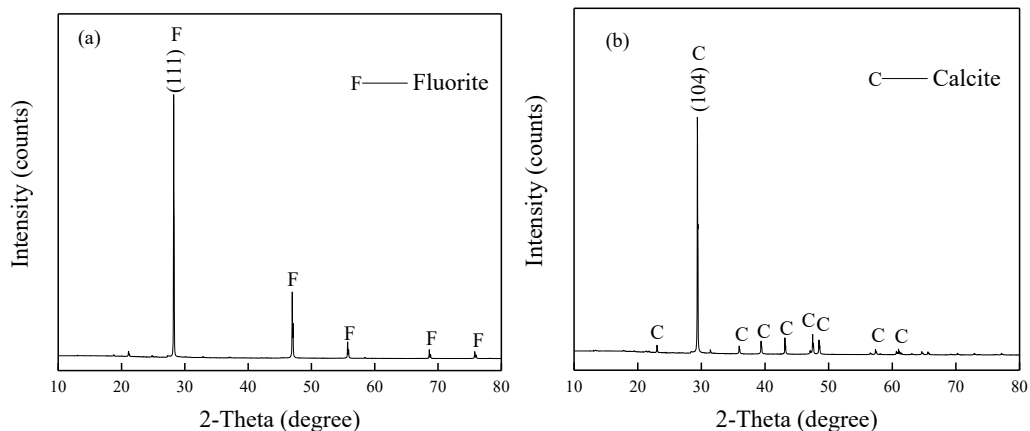 (a)
F
(111)
F
Fluorite
F
F
F
F
Intensity (counts)
10 20 30 40 50 60 70 80
2-Theta (degree)
(b)
C
(104)
C
Calcite
C
C
C
C
C
C
C
C
Intensity (counts)
10 20 30 40 50 60 70 80
2-Theta (degree)